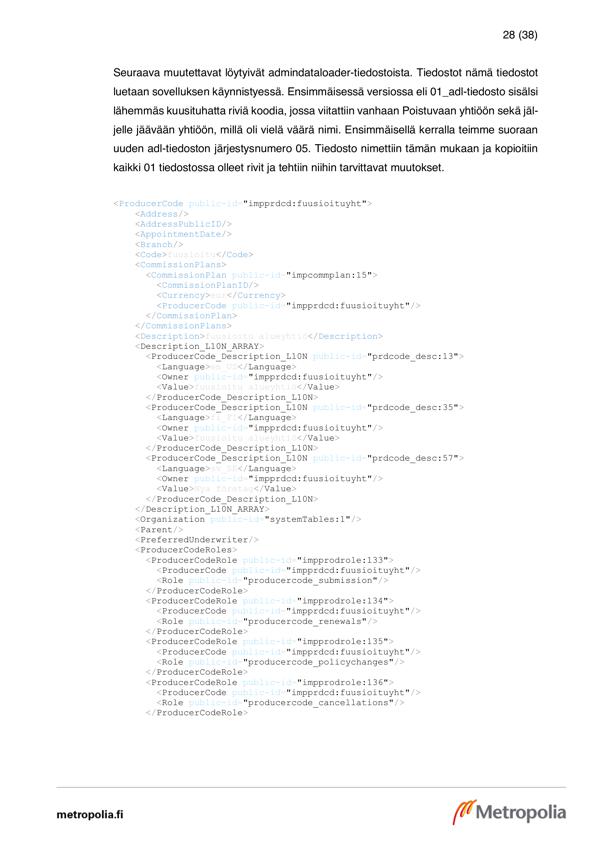 28 (38)
Seuraava muutettavat löytyivät admindataloader-tiedostoista. Tiedostot nämä tiedostot
luetaan sovelluksen käynnistyessä. Ensimmäisessä versiossa eli 01_adl-tiedosto sisälsi
lähemmäs kuusituhatta riviä koodia, jossa viitattiin vanhaan Poistuvaan yhtiöön sekä jäl-
jelle jäävään yhtiöön, millä oli vielä väärä nimi. Ensimmäisellä kerralla teimme suoraan
uuden adl-tiedoston järjestysnumero 05. Tiedosto nimettiin tämän mukaan ja kopioitiin
kaikki 01 tiedostossa olleet rivit ja tehtiin niihin tarvittavat muutokset.
<ProducerCode public-id="impprdcd:fuusioituyht">
<Address/>
<AddressPublicID/>
<AppointmentDate/>
<Branch/>
<Code>fuusioitu</Code>
<CommissionPlans>
<CommissionPlan public-id="impcommplan:15">
<CommissionPlanID/>
<Currency>eur</Currency>
<ProducerCode public-id="impprdcd:fuusioituyht"/>
</CommissionPlan>
</CommissionPlans>
<Description>fuusioitu alueyhtiö</Description>
<Description_L10N_ARRAY>
<ProducerCode_Description_L10N public-id="prdcode_desc:13">
<Language>en_US</Language>
<Owner public-id="impprdcd:fuusioituyht"/>
<Value>fuusioitu alueyhtiö</Value>
</ProducerCode_Description_L10N>
<ProducerCode_Description_L10N public-id="prdcode_desc:35">
<Language>fi_FI</Language>
<Owner public-id="impprdcd:fuusioituyht"/>
<Value>fuusioitu alueyhtiö</Value>
</ProducerCode_Description_L10N>
<ProducerCode_Description_L10N public-id="prdcode_desc:57">
<Language>sv_SE</Language>
<Owner public-id="impprdcd:fuusioituyht"/>
<Value>Nya företag</Value>
</ProducerCode_Description_L10N>
</Description_L10N_ARRAY>
<Organization public-id="systemTables:1"/>
<Parent/>
<PreferredUnderwriter/>
<ProducerCodeRoles>
<ProducerCodeRole public-id="impprodrole:133">
<ProducerCode public-id="impprdcd:fuusioituyht"/>
<Role public-id="producercode_submission"/>
</ProducerCodeRole>
<ProducerCodeRole public-id="impprodrole:134">
<ProducerCode public-id="impprdcd:fuusioituyht"/>
<Role public-id="producercode_renewals"/>
</ProducerCodeRole>
<ProducerCodeRole public-id="impprodrole:135">
<ProducerCode public-id="impprdcd:fuusioituyht"/>
<Role public-id="producercode_policychanges"/>
</ProducerCodeRole>
<ProducerCodeRole public-id="impprodrole:136">
<ProducerCode public-id="impprdcd:fuusioituyht"/>
<Role public-id="producercode_cancellations"/>
</ProducerCodeRole>
metropolia.fi
Metropolia